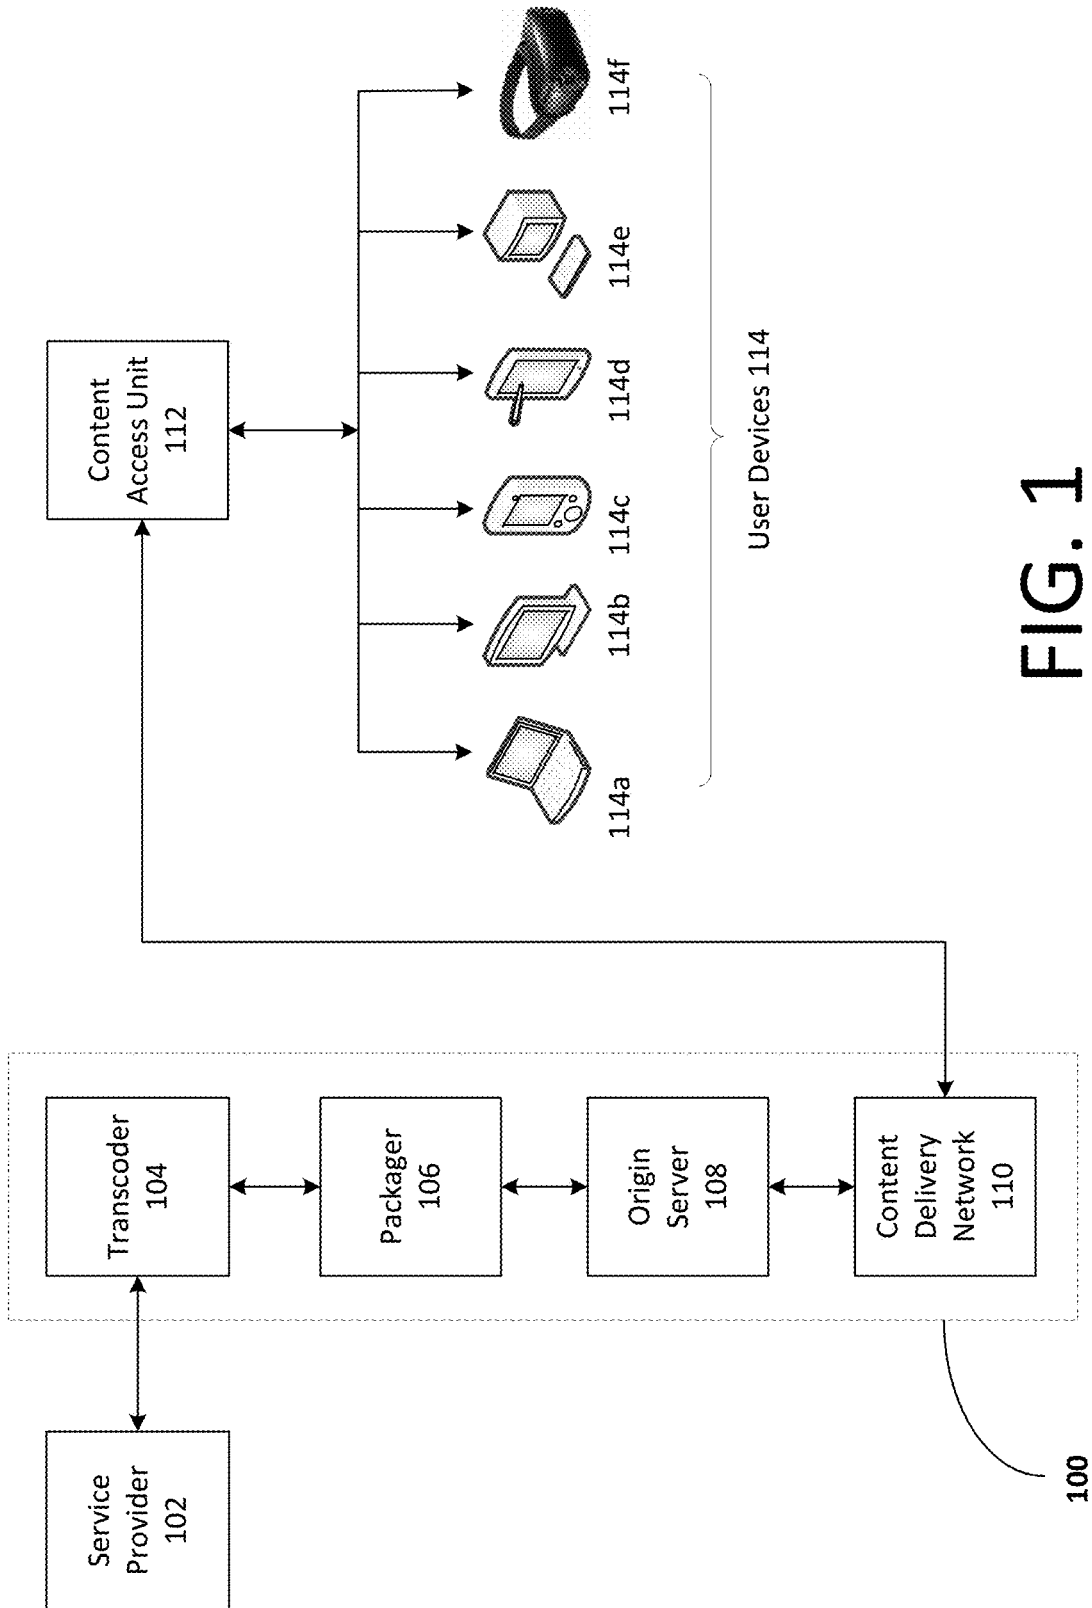 Service
Provider
102
Transcoder
104
Packager
106
Origin
Server
108
Content
Delivery
Network
110
100
Content
Access Unit
112
114a
114b
114c
114d
114e
114f
User Devices 114
FIG. 1